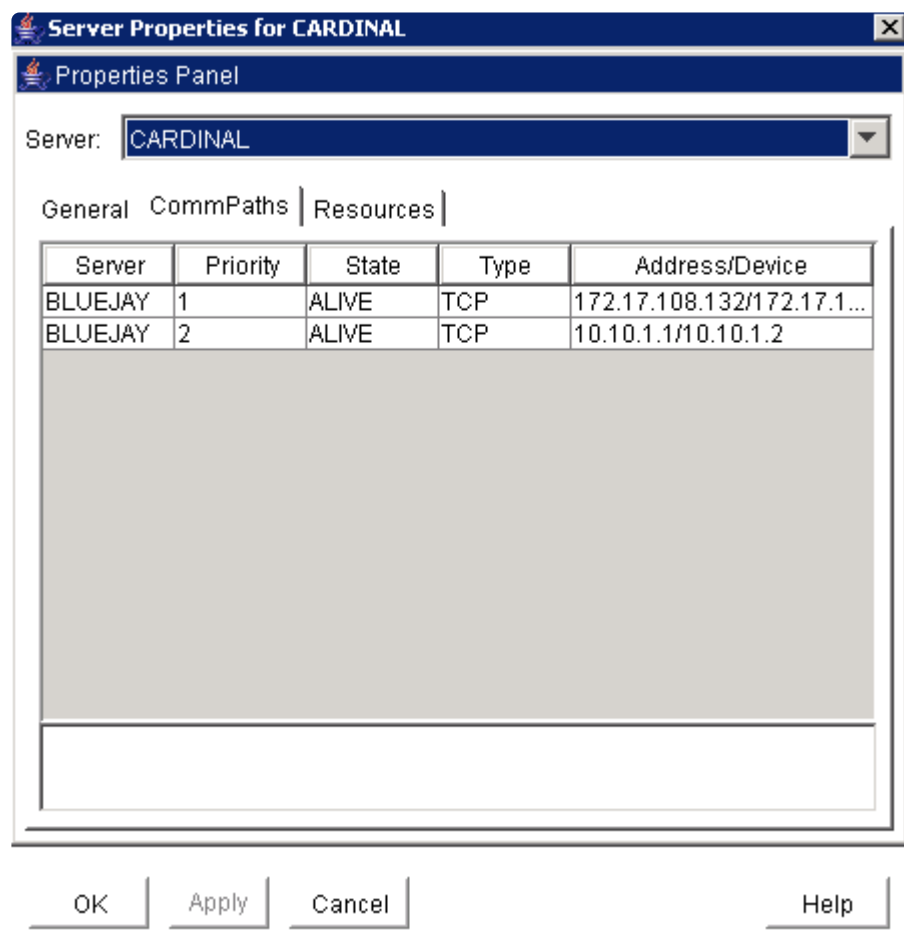 Server Properties for CARDINAL
Properties Panel
Server: CARDINAL
General CommPaths Resources
Server Priority State Type Address/Device
BLUEJAY 1 ALIVE TCP 172.17.108.132/172.17.1...
BLUEJAY 2 ALIVE TCP 10.10.1.1/10.10.1.2
OK Apply Cancel Help